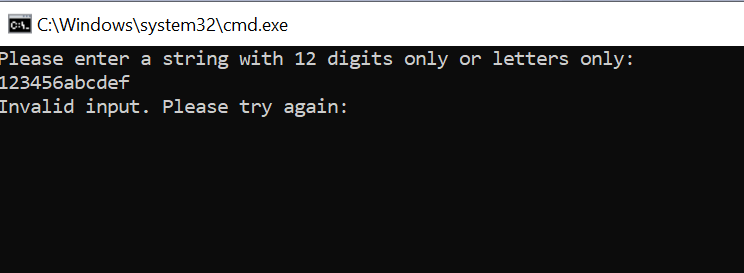 C:\Windows\system32\cmd.exe
Please enter a string with 12 digits only or letters only:
123456abcdef
Invalid input. Please try again: